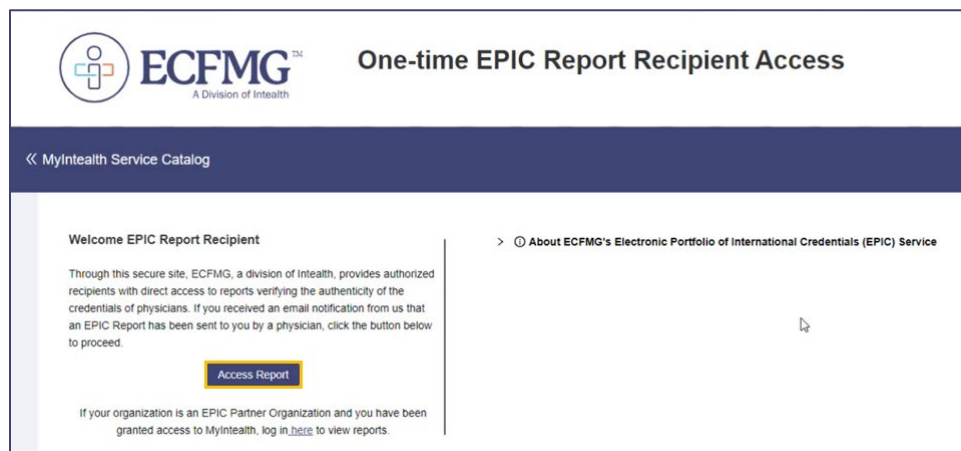 ECFMG™
A Division of Intealth
One-time EPIC Report Recipient Access
« MyIntealth Service Catalog
Welcome EPIC Report Recipient
Through this secure site, ECFMG, a division of Intealth, provides authorized
recipients with direct access to reports verifying the authenticity of the
credentials of physicians. If you received an email notification from us that
an EPIC Report has been sent to you by a physician, click the button below
to proceed.
Access Report
If your organization is an EPIC Partner Organization and you have been
granted access to MyIntealth, log in here to view reports.
> ⓘ About ECFMG's Electronic Portfolio of International Credentials (EPIC) Service